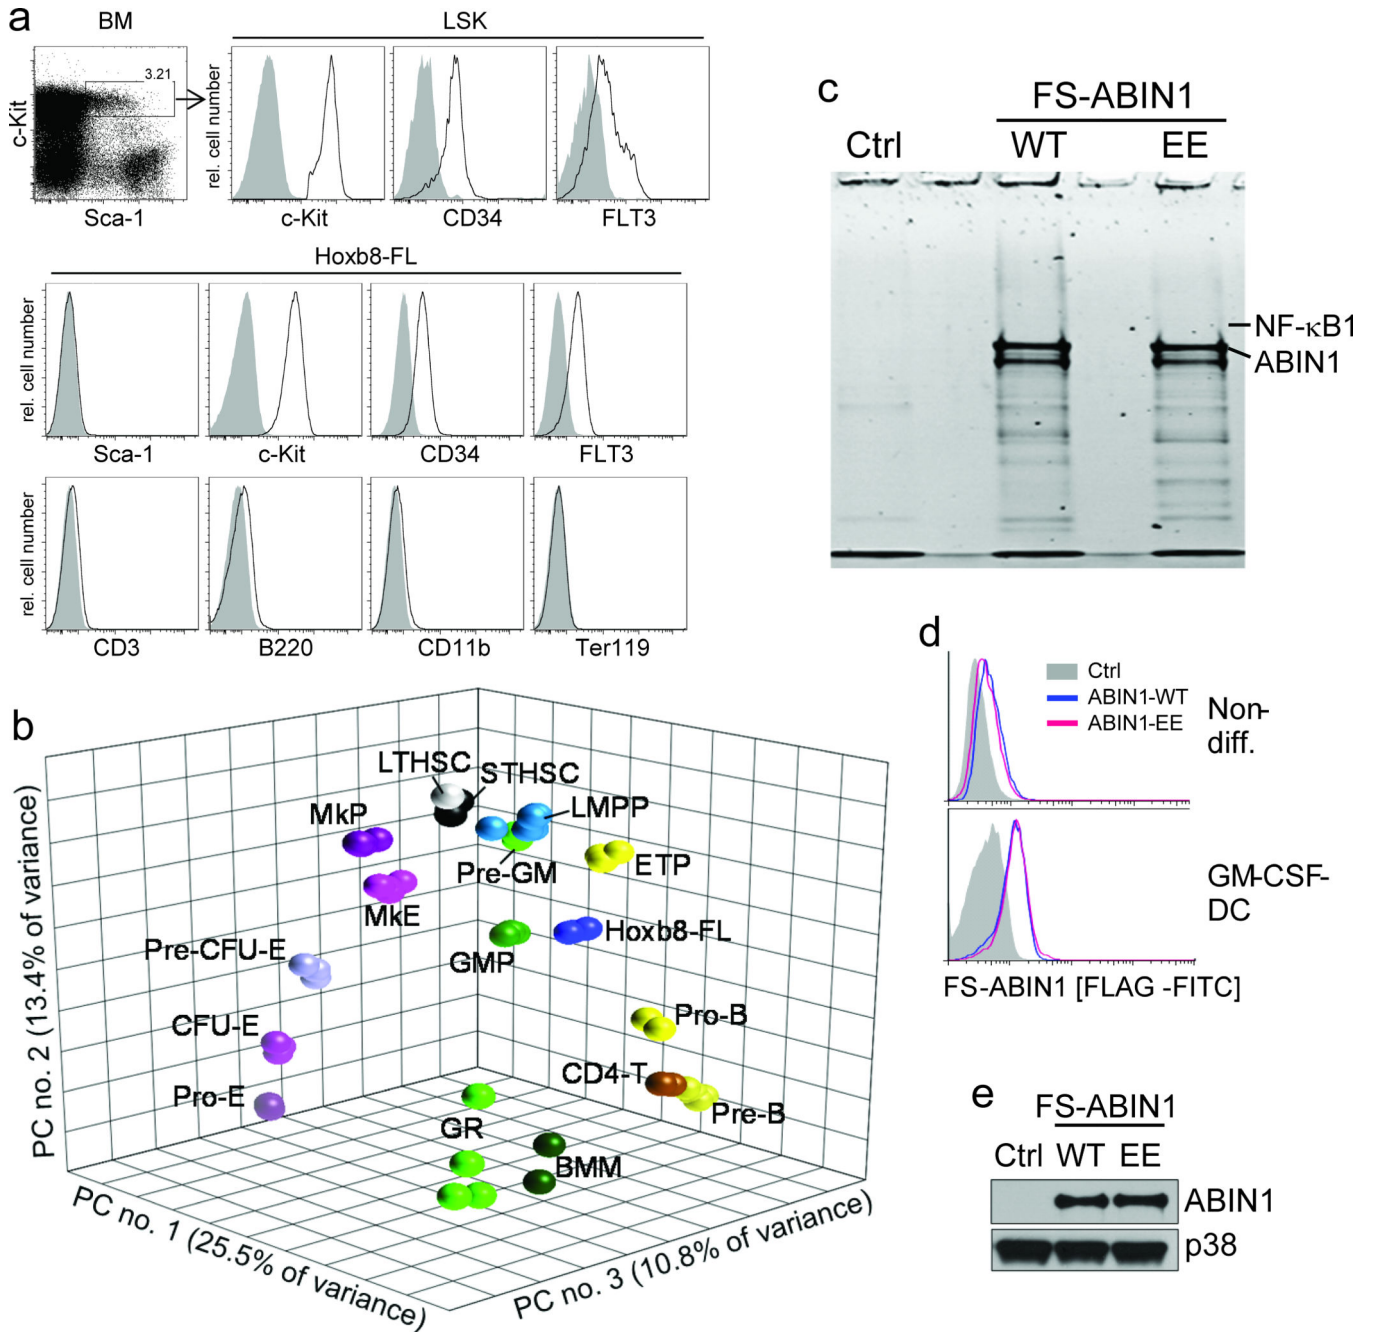 a
BM
LSK
3.21
c-Kit
rel. cell number
Sca-1
c-Kit
CD34
FLT3
Hoxb8-FL
rel. cell number
Sca-1
c-Kit
CD34
FLT3
rel. cell number
CD3
B220
CD11b
Ter119
b
LTHSC
STHSC
MkP
LMPP
Pre-GM
ETP
MkE
Hoxb8-FL
GMP
Pre-CFU-E
Pro-B
CFU-E
CD4-T
Pro-E
Pre-B
GR
BMM
PC no. 2 (13.4% of variance)
PC no. 1 (25.5% of variance)
PC no. 3 (10.8% of variance)
c
FS-ABIN1
Ctrl
WT
EE
NF-κB1
ABIN1
d
Ctrl
ABIN1-WT
ABIN1-EE
Non-
diff.
GM-CSF-
DC
FS-ABIN1 [FLAG -FITC]
e
FS-ABIN1
Ctrl WT EE
ABIN1
p38